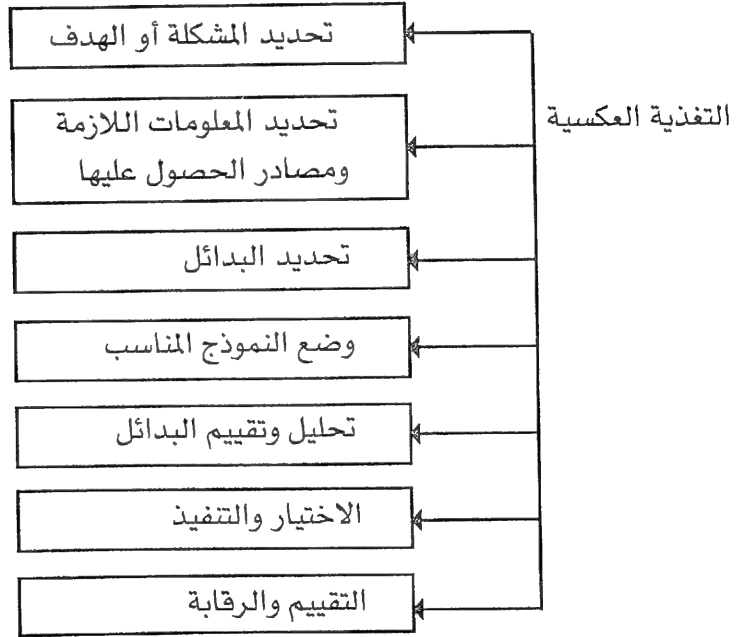 تحديد المشكلة أو الهدف
تحديد المعلومات اللازمة
ومصادر الحصول عليها
التغذية العكسية
تحديد البدائل
وضع النموذج المناسب
تحليل وتقييم البدائل
الاختيار والتنفيذ
التقييم والرقابة